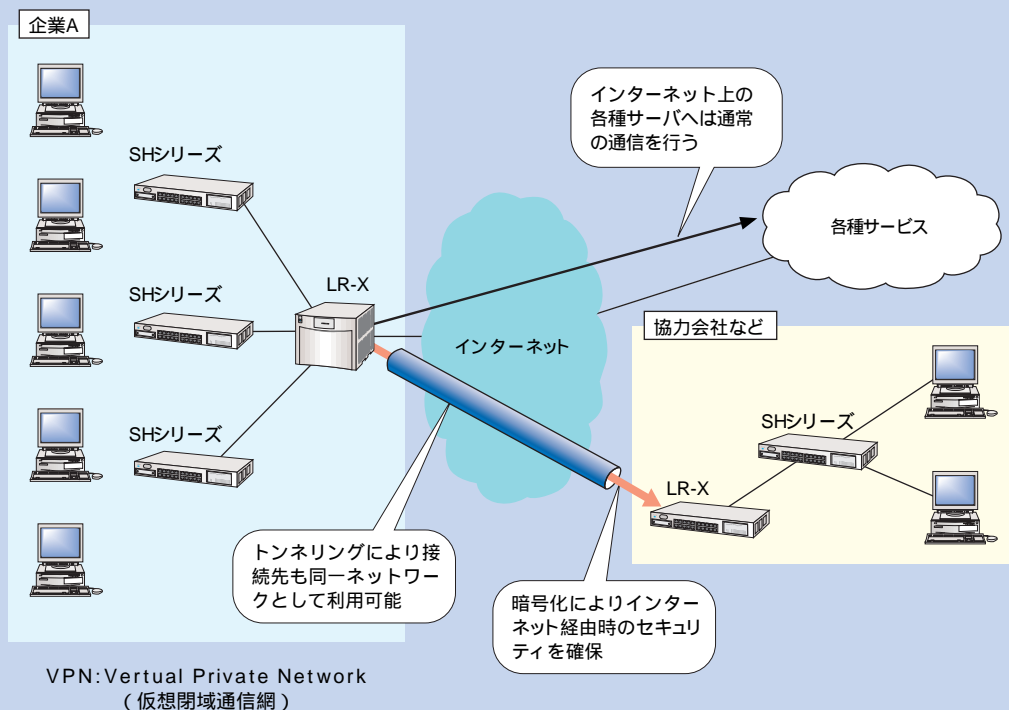 企業A
インターネット上の
各種サーバへは通常
の通信を行う
SHシリーズ
各種サービス
LR-X
SHシリーズ
協力会社など
インターネット
SHシリーズ
SHシリーズ
LR-X
トンネリングにより接
続先も同一ネットワー
クとして利用可能
暗号化によりインター
ネット経由時のセキュリ
ティを確保
VPN:Vertual Private Network
（仮想閉域通信網）